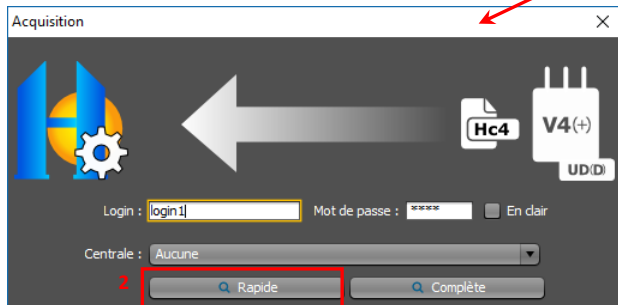 Acquisition
Hc4
V4(+)
UD(D)
Login : login1 Mot de passe : **** En clair
Centrale : Aucune
2 Rapide Complète